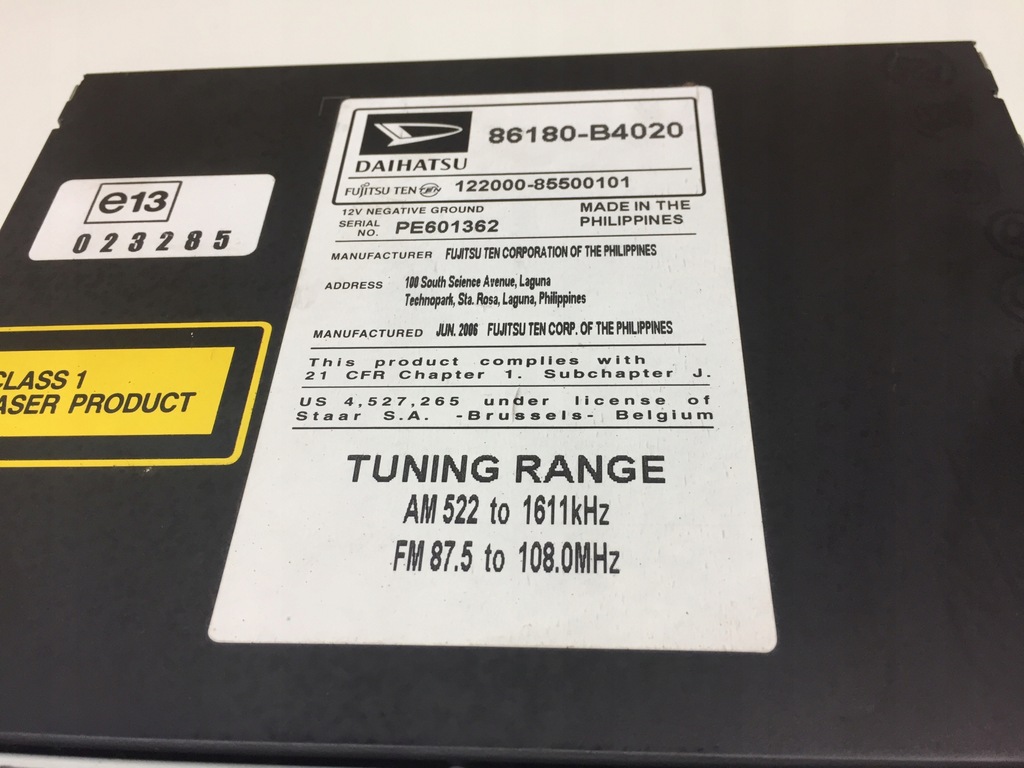 86180-B4020
DAIHATSU
FUJITSU TEN 122000-85500101
12V NEGATIVE GROUND
MADE IN THE
PHILIPPINES
SERIAL
NO. PE601362
MANUFACTURER FUJITSU TEN CORPORATION OF THE PHILIPPINES
ADDRESS 100 South Science Avenue, Laguna
Technopark, Sta. Rosa, Laguna, Philippines
MANUFACTURED JUN. 2006 FUJITSU TEN CORP. OF THE PHILIPPINES
This product complies with
21 CFR Chapter 1. Subchapter J.
US 4,527,265 under license of
Staar S.A. -Brussels- Belgium
TUNING RANGE
AM 522 to 1611kHz
FM 87.5 to 108.0MHz
e13
023285
CLASS 1
ASER PRODUCT